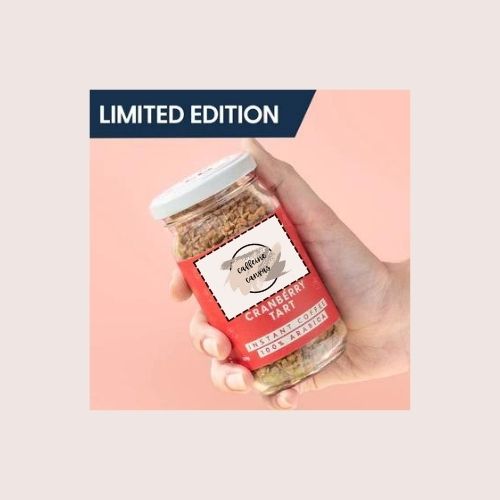 LIMITED EDITION
caffeine
canvas
CRANBERRY
TART
INSTANT COFFEE
100% ARABICA